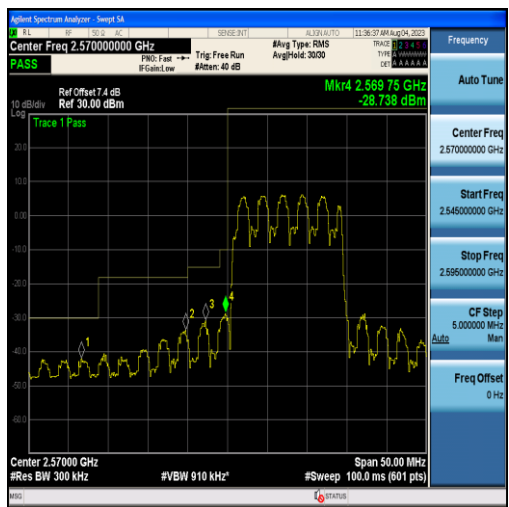 Agilent Spectrum Analyzer - Swept SA
RL RF 50 Ω AC SENSE:INT ALIGN AUTO 11:36:37 AM Aug 04, 2023
Center Freq 2.570000000 GHz #Avg Type: RMS TRACE 1 2 3 4 5 6
PNO: Fast Trig: Free Run Avg|Hold: 30/30 TYPE
PASS IFGain:Low #Atten: 40 dB DET A A A A A A
Mkr4 2.569 75 GHz
-28.738 dBm
Ref Offset 7.4 dB
10 dB/div Ref 30.00 dBm
Log
Trace 1 Pass
20.0
10.0
0.00
-10.0
-20.0
-30.0
-40.0
-50.0
-60.0
1
2
3
4
Center 2.57000 GHz Span 50.00 MHz
#Res BW 300 kHz #VBW 910 kHz* #Sweep 100.0 ms (601 pts)
MSG STATUS
Frequency
Auto Tune
Center Freq
2.570000000 GHz
Start Freq
2.545000000 GHz
Stop Freq
2.595000000 GHz
CF Step
5.000000 MHz
Auto Man
Freq Offset
0 Hz